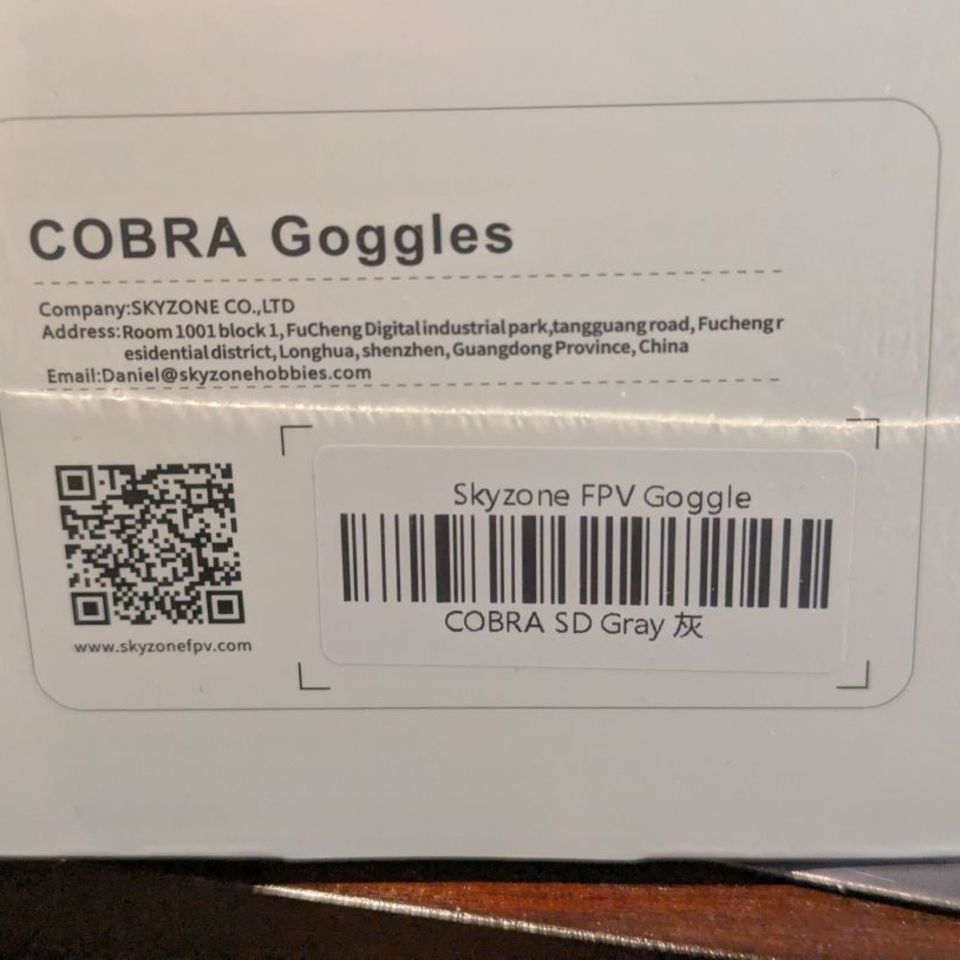 COBRA Goggles
Company:SKYZONE CO.,LTD
Address:Room 1001 block 1, FuCheng Digital industrial park,tangguang road, Fucheng r
esidential district, Longhua, shenzhen, Guangdong Province, China
Email:Daniel@skyzonehobbies.com
Skyzone FPV Goggle
COBRA SD Gray 灰
www.skyzonefpv.com